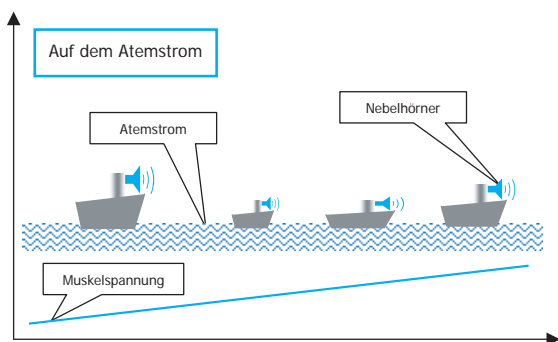 Auf dem Atemstrom
Nebelhörner
Atemstrom
Muskelspannung